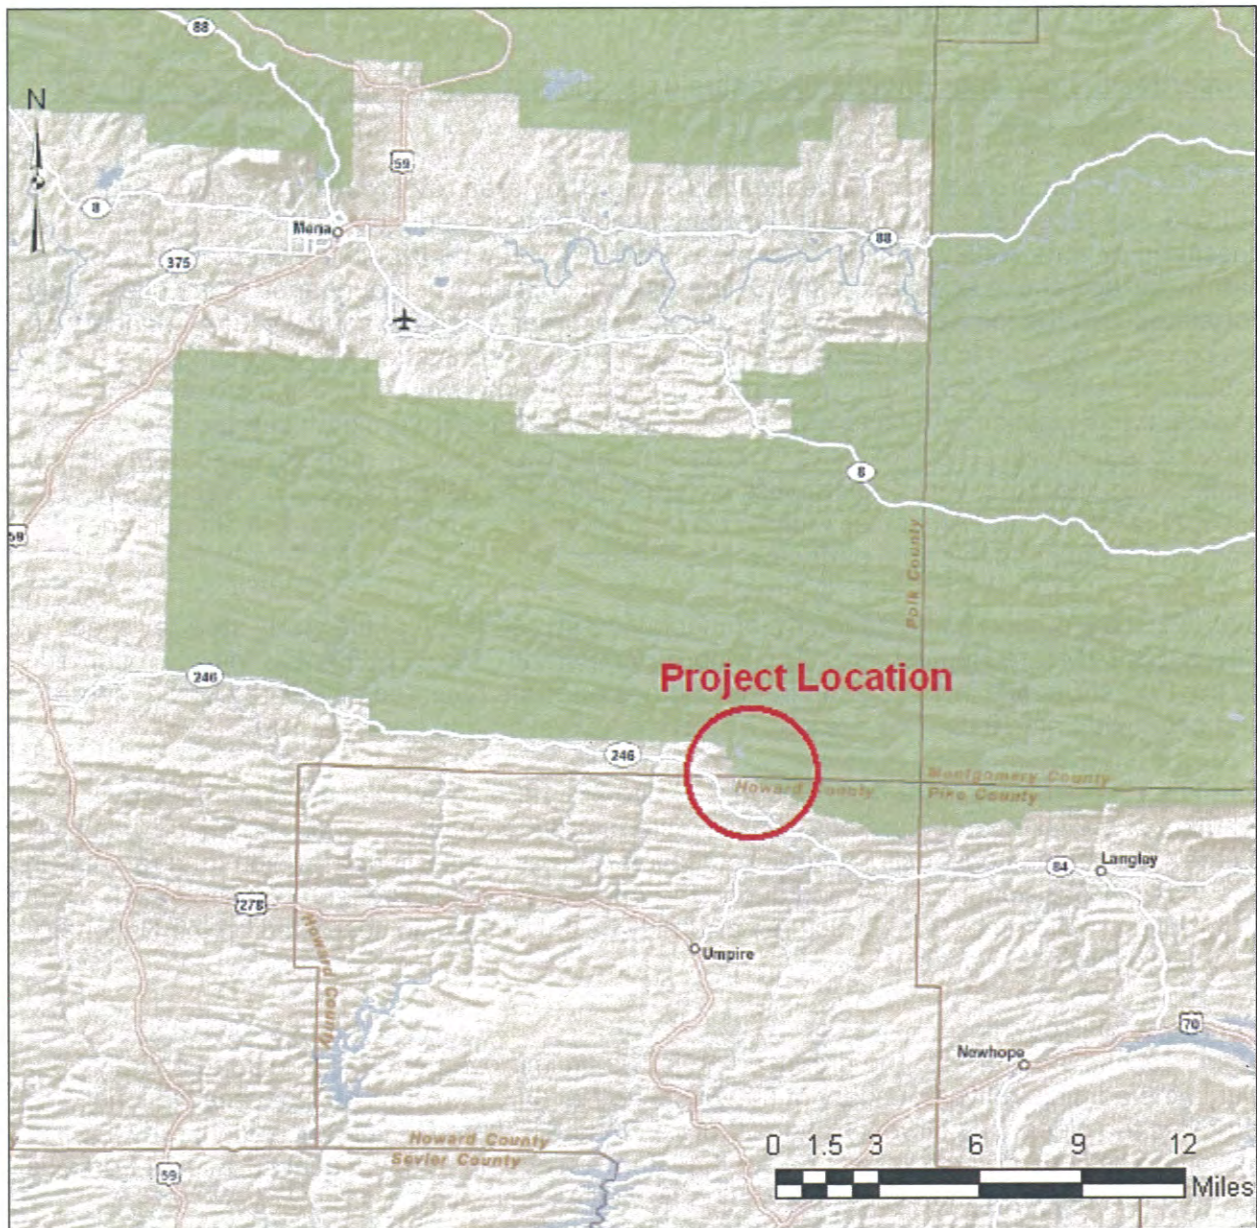 88
N
59
8
Mena
88
375
8
59
Polk County
Project Location
246
246
Montgomery County
Howard County
Pike County
84
Langley
278
Howard County
Umpire
70
Newhope
Howard County
Sevier County
0 1.5 3 6 9 12
Miles
59